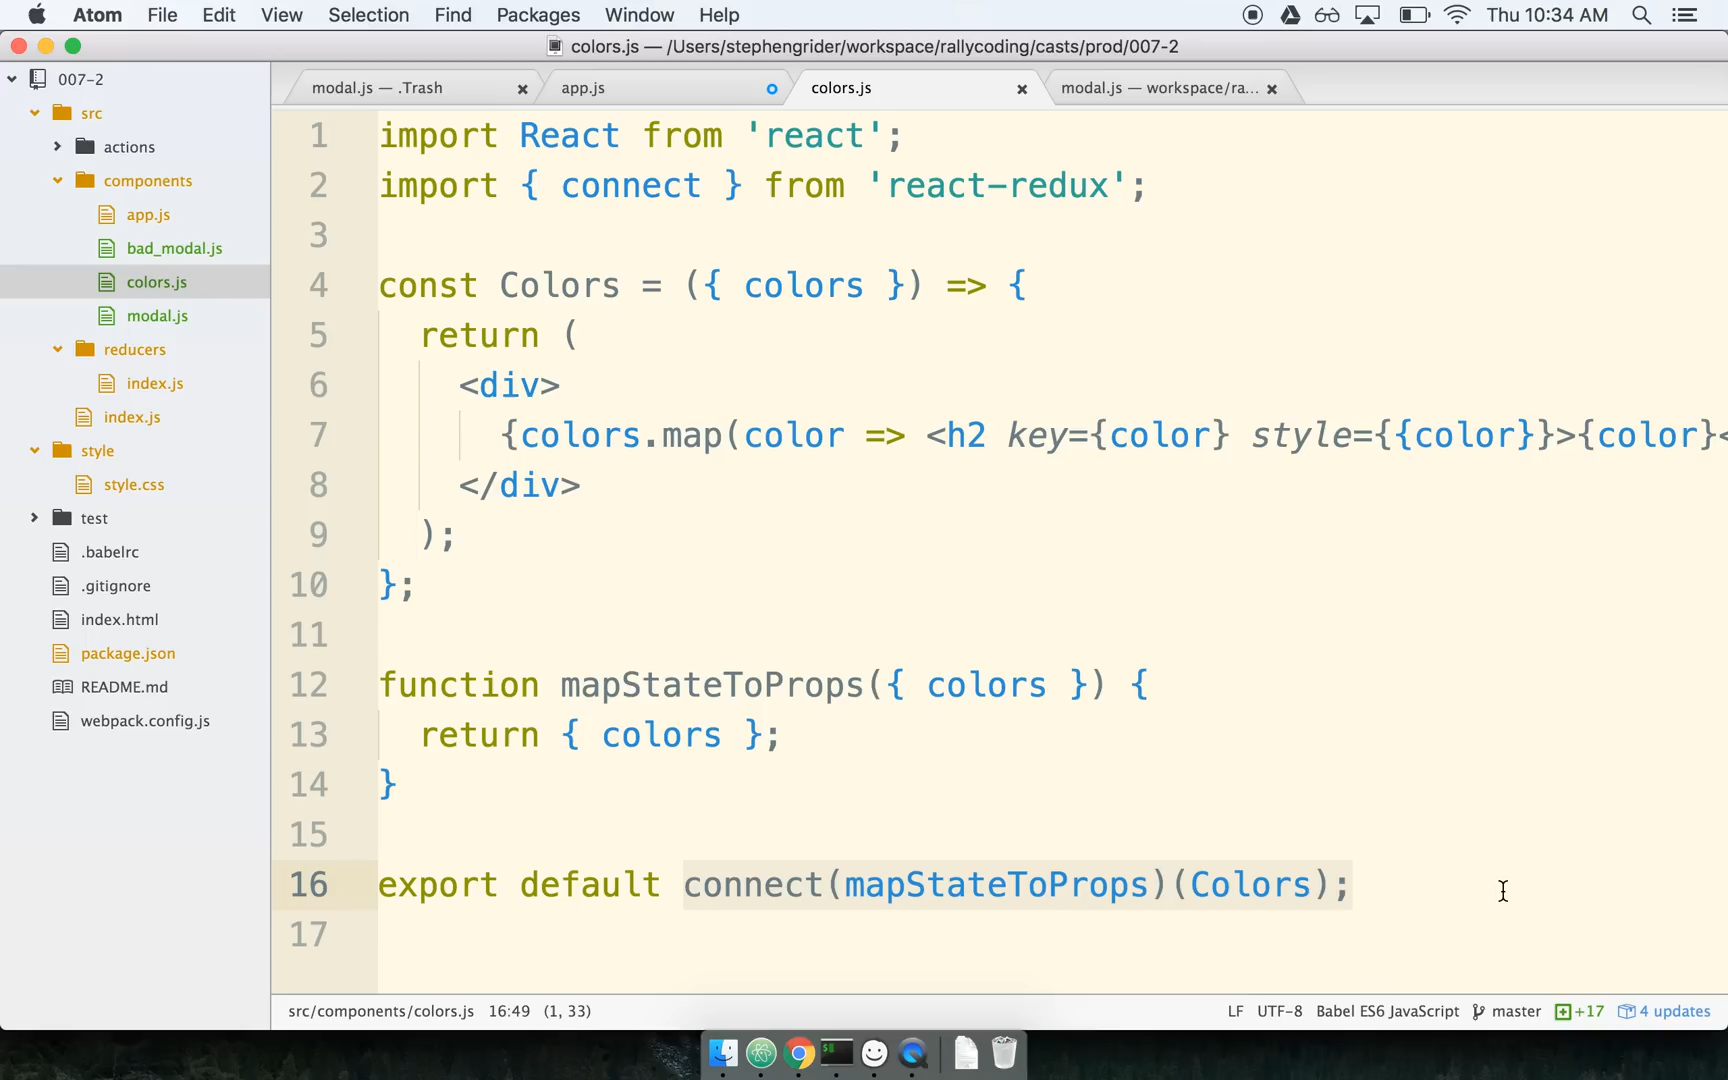 Atom File Edit View Selection Find Packages Window Help Thu 10:34 AM
colors.js — /Users/stephengrider/workspace/rallycoding/casts/prod/007-2
007-2
src
actions
components
app.js
bad_modal.js
colors.js
modal.js
reducers
index.js
index.js
style
style.css
test
.babelrc
.gitignore
index.html
package.json
README.md
webpack.config.js
modal.js — .Trash
app.js
colors.js
modal.js — workspace/ra...
1 import React from 'react';
2 import { connect } from 'react-redux';
3
4 const Colors = ({ colors }) => {
5 return (
6 <div>
7 {colors.map(color => <h2 key={color} style={{color}}>{color}<
8 </div>
9 );
10 };
11
12 function mapStateToProps({ colors }) {
13 return { colors };
14 }
15
16 export default connect(mapStateToProps)(Colors);
17
src/components/colors.js 16:49 (1, 33) LF UTF-8 Babel ES6 JavaScript master +17 4 updates